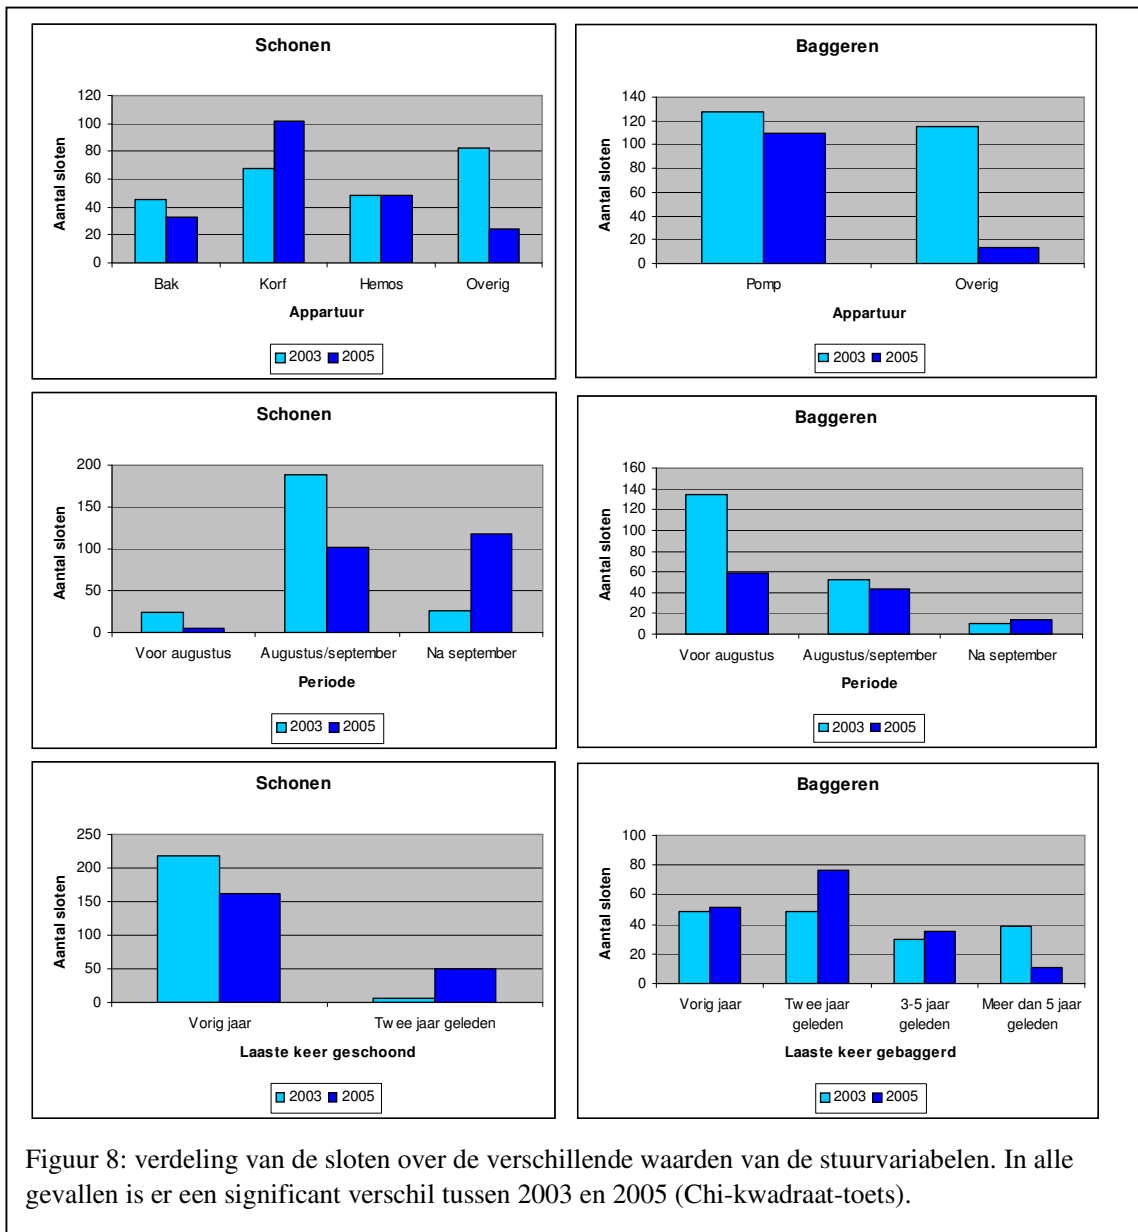 Schonen
Aantal sloten
120
100
80
60
40
20
0
Bak Korf Hemos Overig
Appartuur
2003 2005
Baggeren
Aantal sloten
140
120
100
80
60
40
20
0
Pomp Overig
Appartuur
2003 2005
Schonen
Aantal sloten
200
150
100
50
0
Voor augustus Augustus/september Na september
Periode
2003 2005
Baggeren
Aantal sloten
160
140
120
100
80
60
40
20
0
Voor augustus Augustus/september Na september
Periode
2003 2005
Schonen
Aantal sloten
250
200
150
100
50
0
Vorig jaar Twee jaar geleden
Laaste keer geschoond
2003 2005
Baggeren
Aantal sloten
100
80
60
40
20
0
Vorig jaar Twee jaar 3-5 jaar Meer dan 5 jaar
geleden geleden geleden
Laaste keer gebaggerd
2003 2005
Figuur 8: verdeling van de sloten over de verschillende waarden van de stuurvariabelen. In alle
gevallen is er een significant verschil tussen 2003 en 2005 (Chi-kwadraat-toets).